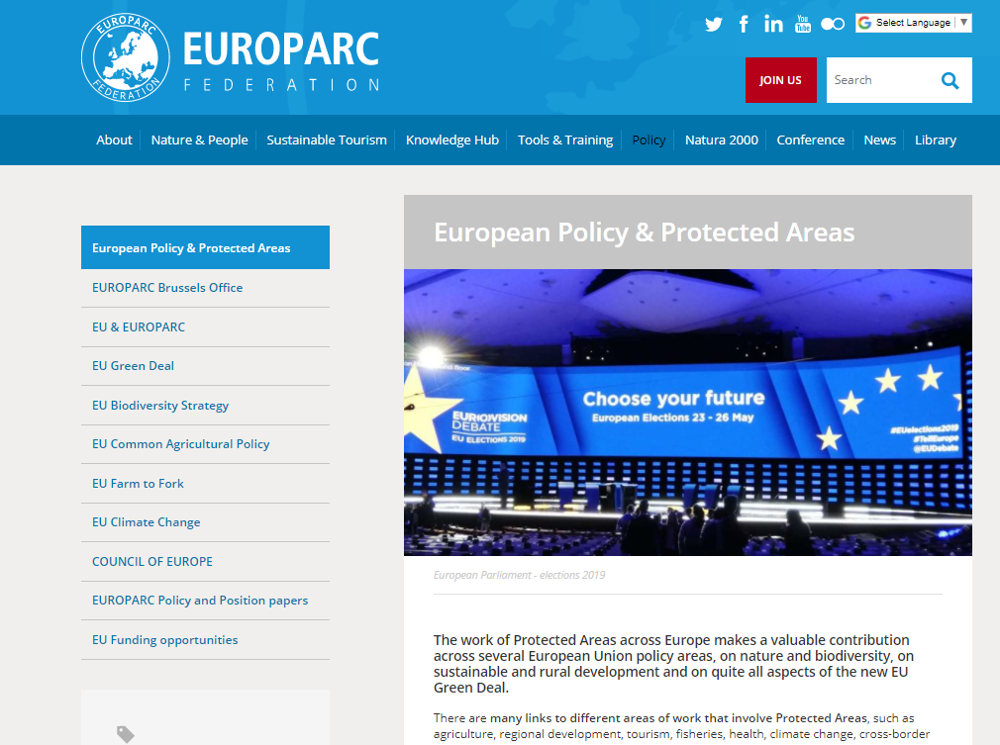 EUROPARC
FEDERATION
EUROPARC
FEDERATION
You
Tube
Select Language
JOIN US
Search
About
Nature & People
Sustainable Tourism
Knowledge Hub
Tools & Training
Policy
Natura 2000
Conference
News
Library
European Policy & Protected Areas
EUROPARC Brussels Office
EU & EUROPARC
EU Green Deal
EU Biodiversity Strategy
EU Common Agricultural Policy
EU Farm to Fork
EU Climate Change
COUNCIL OF EUROPE
EUROPARC Policy and Position papers
EU Funding opportunities
European Policy & Protected Areas
Choose your future
European Elections 23 - 26 May
EUROVISION
DEBATE
EU ELECTIONS 2019
#EUelections2019
#TellEurope
@EUDebate
European Parliament - elections 2019
The work of Protected Areas across Europe makes a valuable contribution
across several European Union policy areas, on nature and biodiversity, on
sustainable and rural development and on quite all aspects of the new EU
Green Deal.
There are many links to different areas of work that involve Protected Areas, such as
agriculture, regional development, tourism, fisheries, health, climate change, cross-border